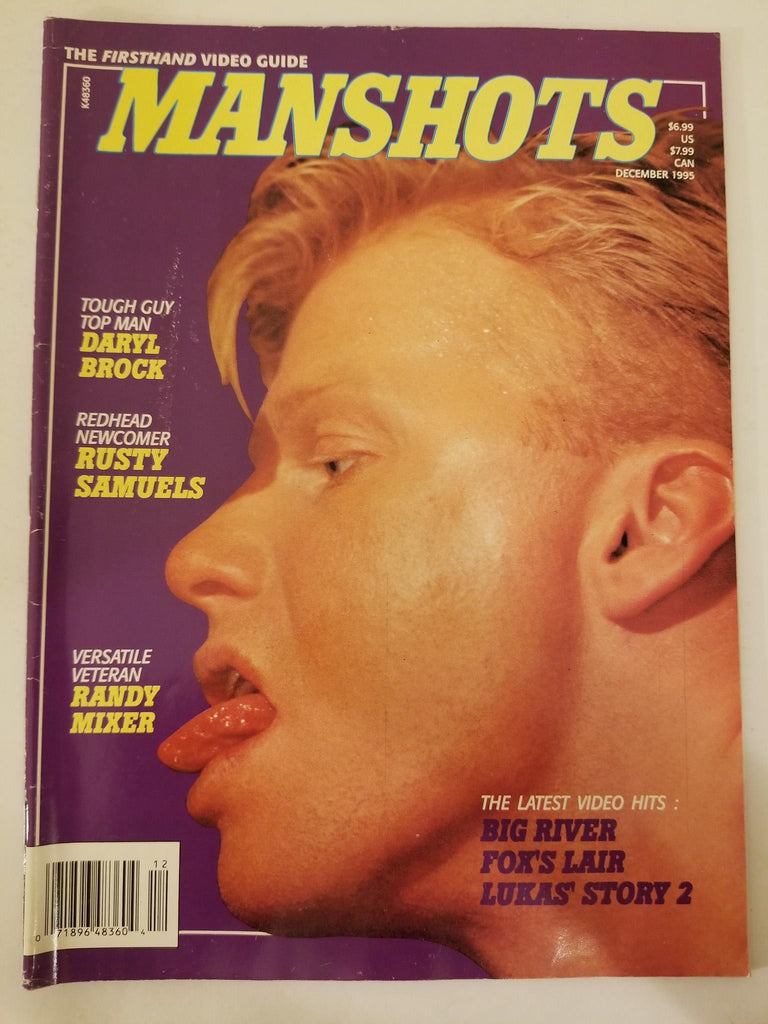 THE FIRSTHAND VIDEO GUIDE
K48360
MANSHOTS
$6.99
US
$7.99
CAN
DECEMBER 1995
TOUGH GUY
TOP MAN
DARYL
BROCK
REDHEAD
NEWCOMER
RUSTY
SAMUELS
VERSATILE
VETERAN
RANDY
MIXER
THE LATEST VIDEO HITS :
BIG RIVER
FOX'S LAIR
LUKAS' STORY 2
12
0 71896 48360 4